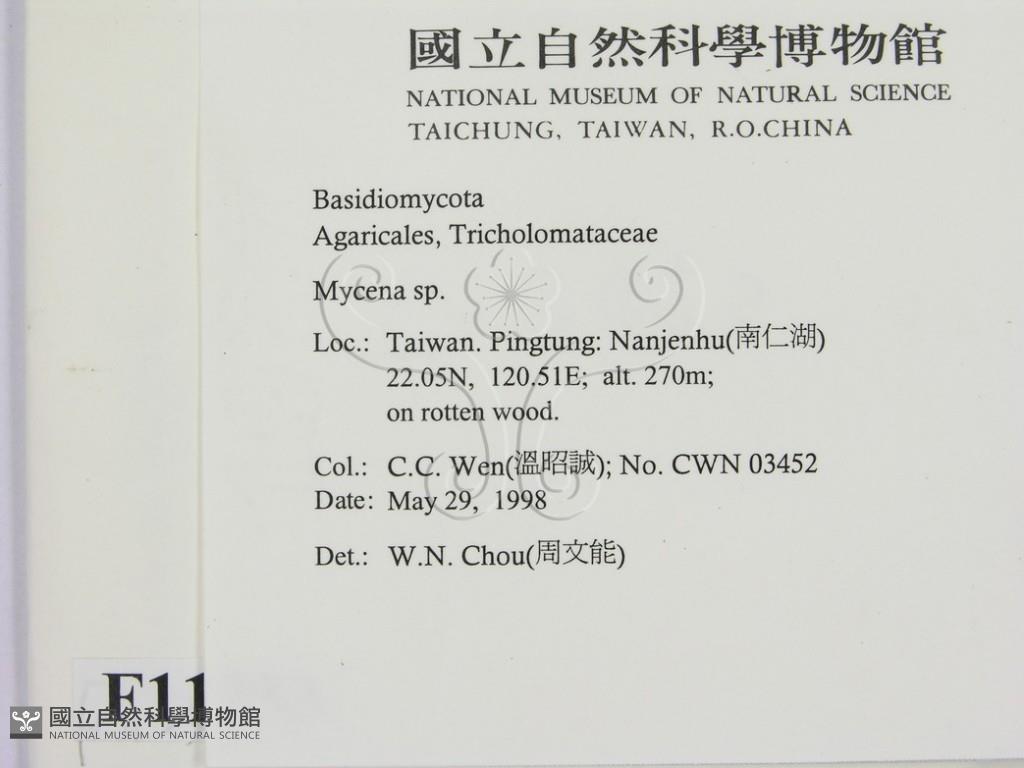 國立自然科學博物館
NATIONAL MUSEUM OF NATURAL SCIENCE
TAICHUNG, TAIWAN, R.O.CHINA
Basidiomycota
Agaricales, Tricholomataceae
Mycena sp.
Loc.: Taiwan. Pingtung: Nanjenhu(南仁湖)
22.05N, 120.51E; alt. 270m;
on rotten wood.
Col.: C.C. Wen(溫昭誠); No. CWN 03452
Date: May 29, 1998
Det.: W.N. Chou(周文能)
F11
國立自然科學博物館
NATIONAL MUSEUM OF NATURAL SCIENCE